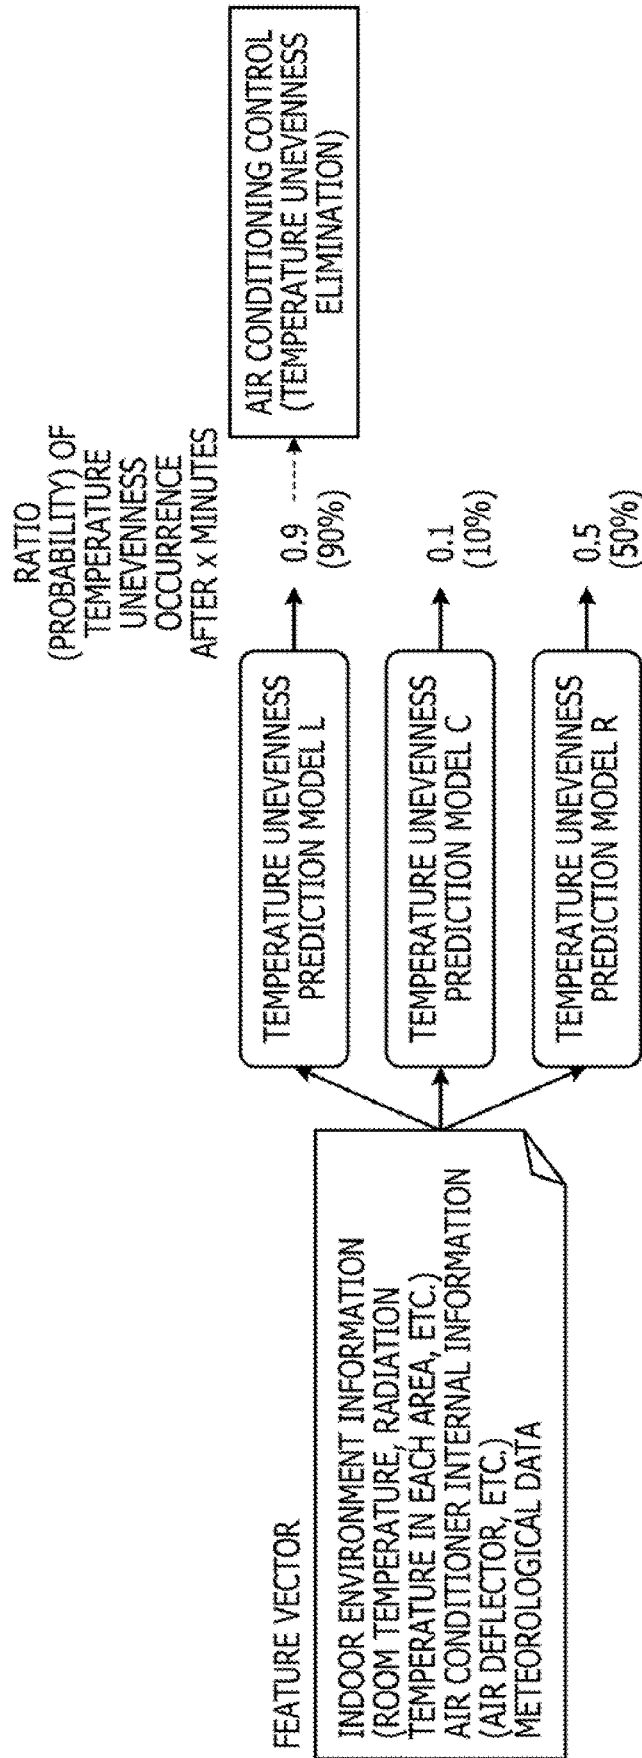 FEATURE VECTOR
INDOOR ENVIRONMENT INFORMATION
(ROOM TEMPERATURE, RADIATION
TEMPERATURE IN EACH AREA, ETC.)
AIR CONDITIONER INTERNAL INFORMATION
(AIR DEFLECTOR, ETC.)
METEOROLOGICAL DATA
TEMPERATURE UNEVENNESS
PREDICTION MODEL L
TEMPERATURE UNEVENNESS
PREDICTION MODEL C
TEMPERATURE UNEVENNESS
PREDICTION MODEL R
RATIO
(PROBABILITY) OF
TEMPERATURE
UNEVENNESS
OCCURRENCE
AFTER x MINUTES
0.9
(90%)
0.1
(10%)
0.5
(50%)
AIR CONDITIONING CONTROL
(TEMPERATURE UNEVENNESS
ELIMINATION)